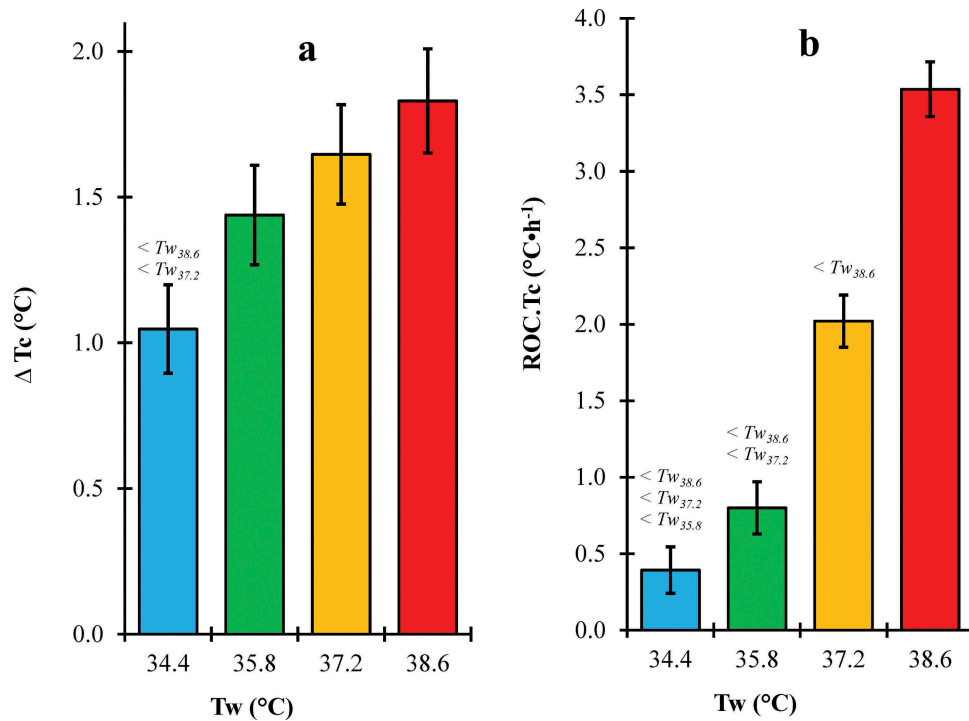 a
2.0
1.5
1.0
0.5
0.0
Δ Tc (°C)
< Tw38.6
< Tw37.2
34.4 35.8 37.2 38.6
Tw (°C)
b
4.0
3.5
3.0
2.5
2.0
1.5
1.0
0.5
0.0
ROC.Tc (°C•h-1)
< Tw38.6
< Tw37.2
< Tw35.8
< Tw38.6
< Tw37.2
< Tw38.6
34.4 35.8 37.2 38.6
Tw (°C)